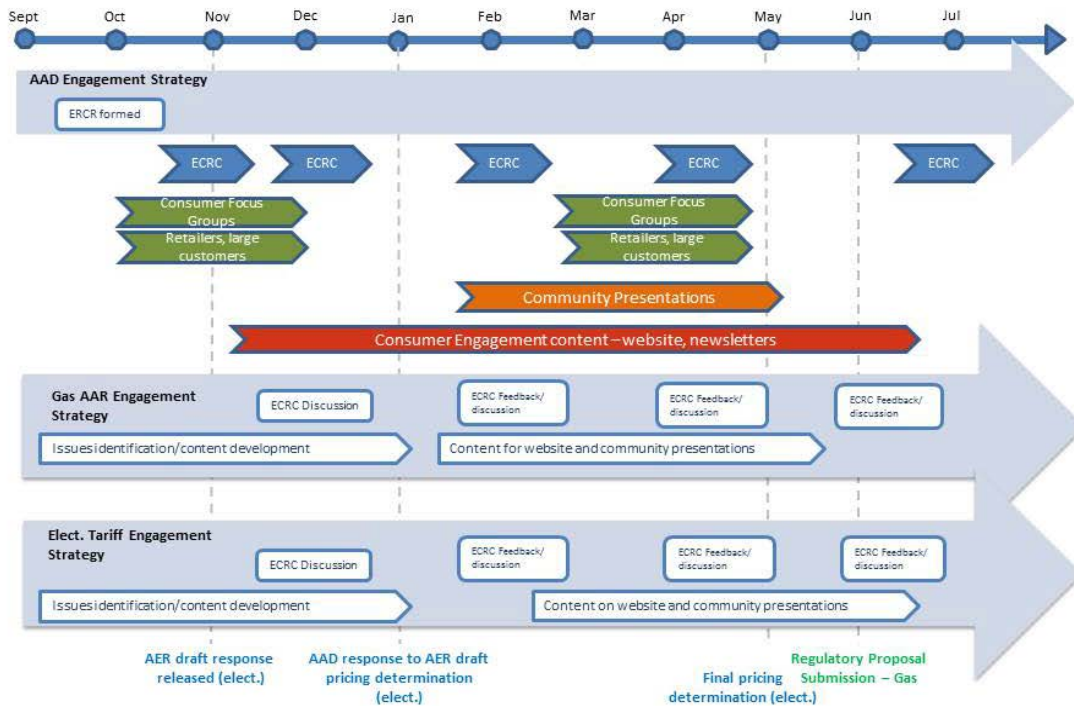 Sept Oct Nov Dec Jan Feb Mar Apr May Jun Jul
AAD Engagement Strategy
ERCR formed
ECRC ECRC ECRC ECRC ECRC
Consumer Focus
Groups
Consumer Focus
Groups
Retailers, large
customers
Retailers, large
customers
Community Presentations
Consumer Engagement content – website, newsletters
Gas AAR Engagement
Strategy
ECRC Discussion
ECRC Feedback/
discussion
ECRC Feedback/
discussion
ECRC Feedback/
discussion
Issues identification/content development
Content for website and community presentations
Elect. Tariff Engagement
Strategy
ECRC Discussion
ECRC Feedback/
discussion
ECRC Feedback/
discussion
ECRC Feedback/
discussion
Issues identification/content development
Content on website and community presentations
AER draft response
released (elect.)
AAD response to AER draft
pricing determination
(elect.)
Final pricing
determination (elect.)
Regulatory Proposal
Submission – Gas